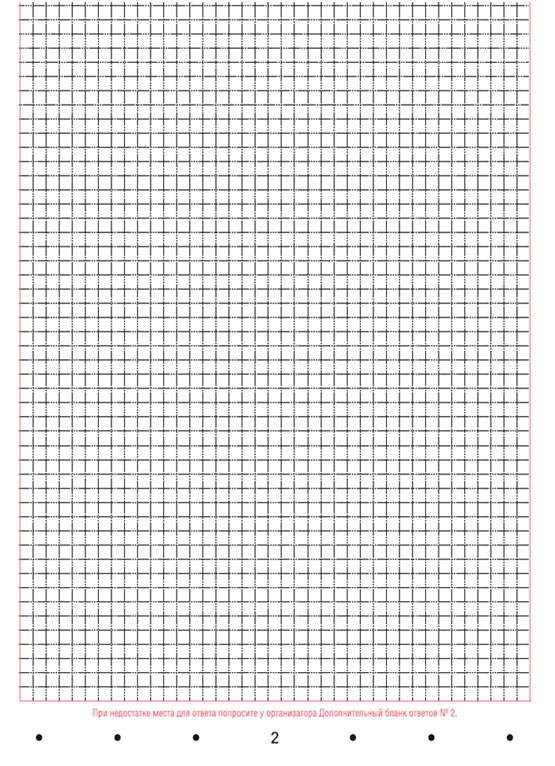 При недостатке места для ответа попросите у организатора Дополнительный бланк ответов № 2.
2